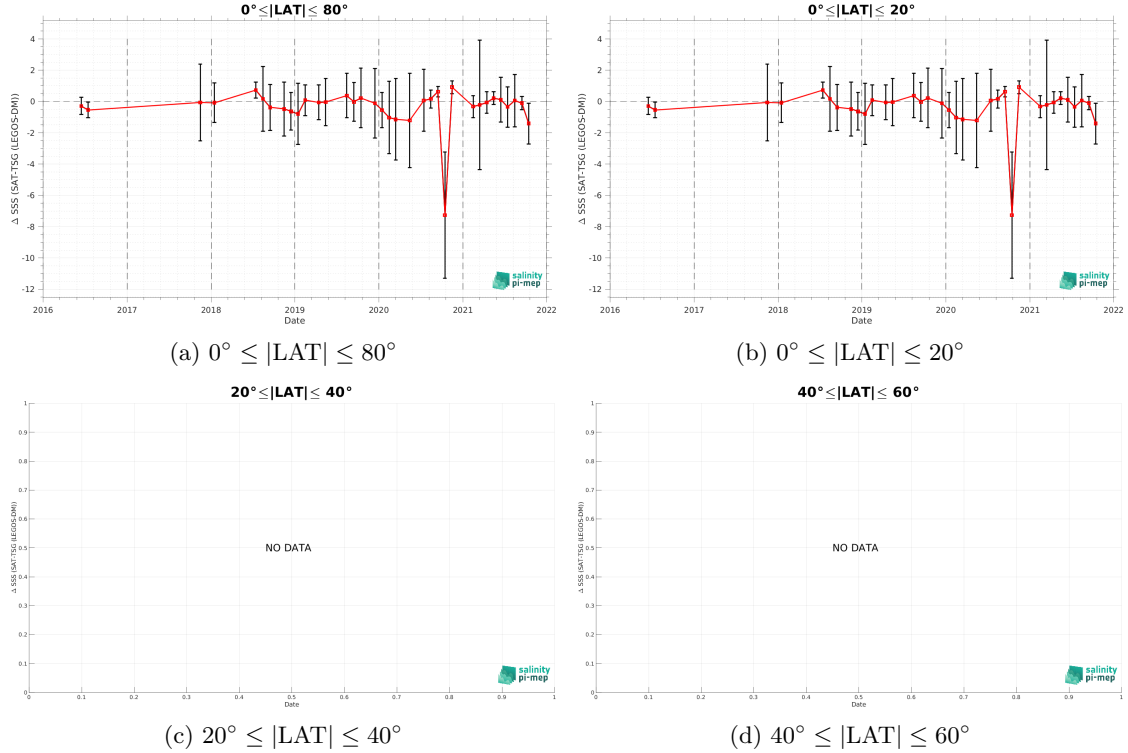 0°≤|LAT|≤ 80°
Δ SSS (SAT-TSG (LEGOS-DM))
4
2
0
-2
-4
-6
-8
-10
-12
2016 2017 2018 2019 2020 2021 2022
Date
salinity
pi-mep
(a) 0° ≤ |LAT| ≤ 80°
0°≤|LAT|≤ 20°
Δ SSS (SAT-TSG (LEGOS-DM))
4
2
0
-2
-4
-6
-8
-10
-12
2016 2017 2018 2019 2020 2021 2022
Date
salinity
pi-mep
(b) 0° ≤ |LAT| ≤ 20°
20°≤|LAT|≤ 40°
Δ SSS (SAT-TSG (LEGOS-DM))
1
0.9
0.8
0.7
0.6
0.5
0.4
0.3
0.2
0.1
0
NO DATA
0 0.1 0.2 0.3 0.4 0.5 0.6 0.7 0.8 0.9 1
Date
salinity
pi-mep
(c) 20° ≤ |LAT| ≤ 40°
40°≤|LAT|≤ 60°
Δ SSS (SAT-TSG (LEGOS-DM))
1
0.9
0.8
0.7
0.6
0.5
0.4
0.3
0.2
0.1
0
NO DATA
0 0.1 0.2 0.3 0.4 0.5 0.6 0.7 0.8 0.9 1
Date
salinity
pi-mep
(d) 40° ≤ |LAT| ≤ 60°